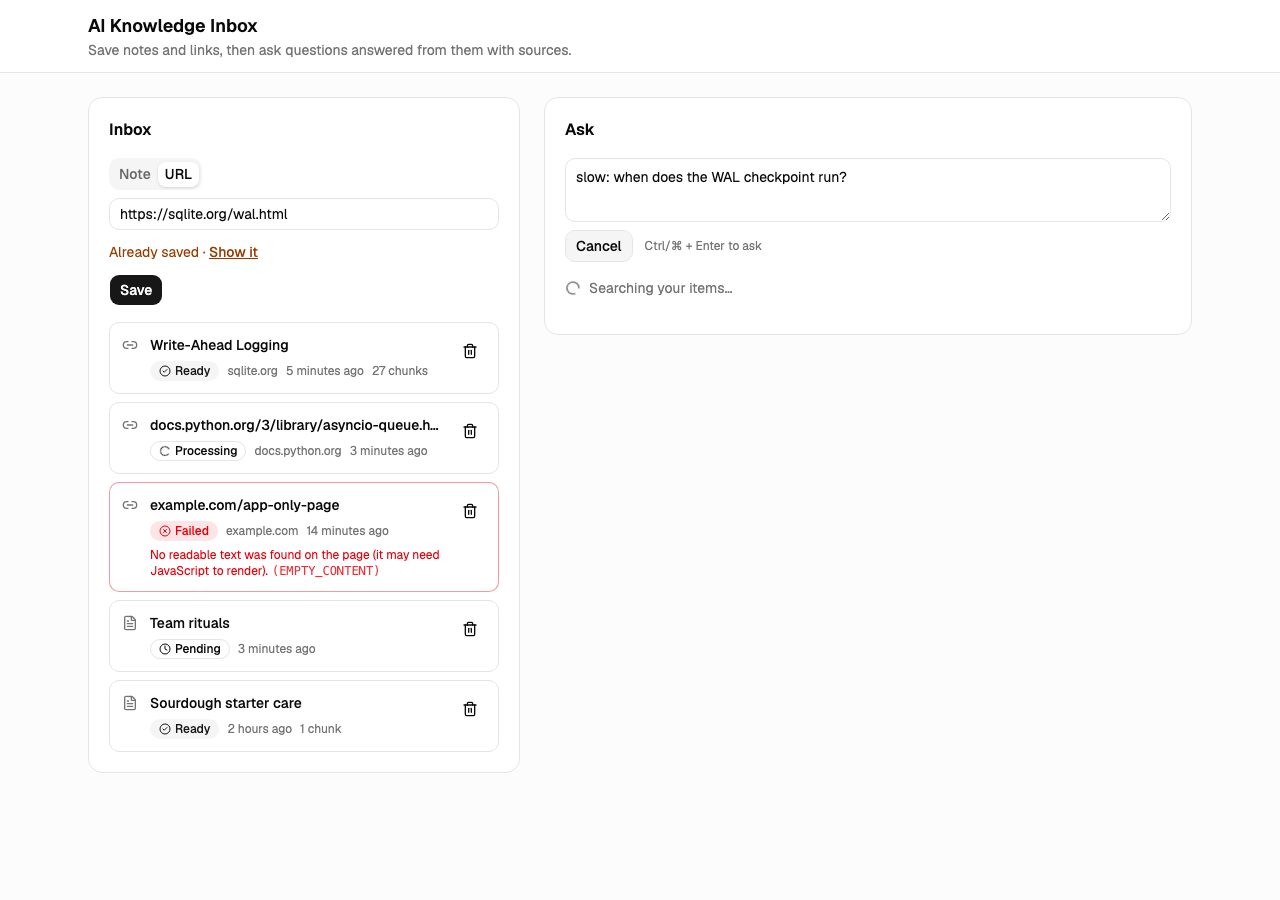 AI Knowledge Inbox
Save notes and links, then ask questions answered from them with sources.
Inbox
Note URL
https://sqlite.org/wal.html
Already saved · Show it
Save
Write-Ahead Logging
Ready sqlite.org 5 minutes ago 27 chunks
docs.python.org/3/library/asyncio-queue.h…
Processing docs.python.org 3 minutes ago
example.com/app-only-page
Failed example.com 14 minutes ago
No readable text was found on the page (it may need
JavaScript to render). (EMPTY_CONTENT)
Team rituals
Pending 3 minutes ago
Sourdough starter care
Ready 2 hours ago 1 chunk
Ask
slow: when does the WAL checkpoint run?
Cancel Ctrl/⌘ + Enter to ask
Searching your items…